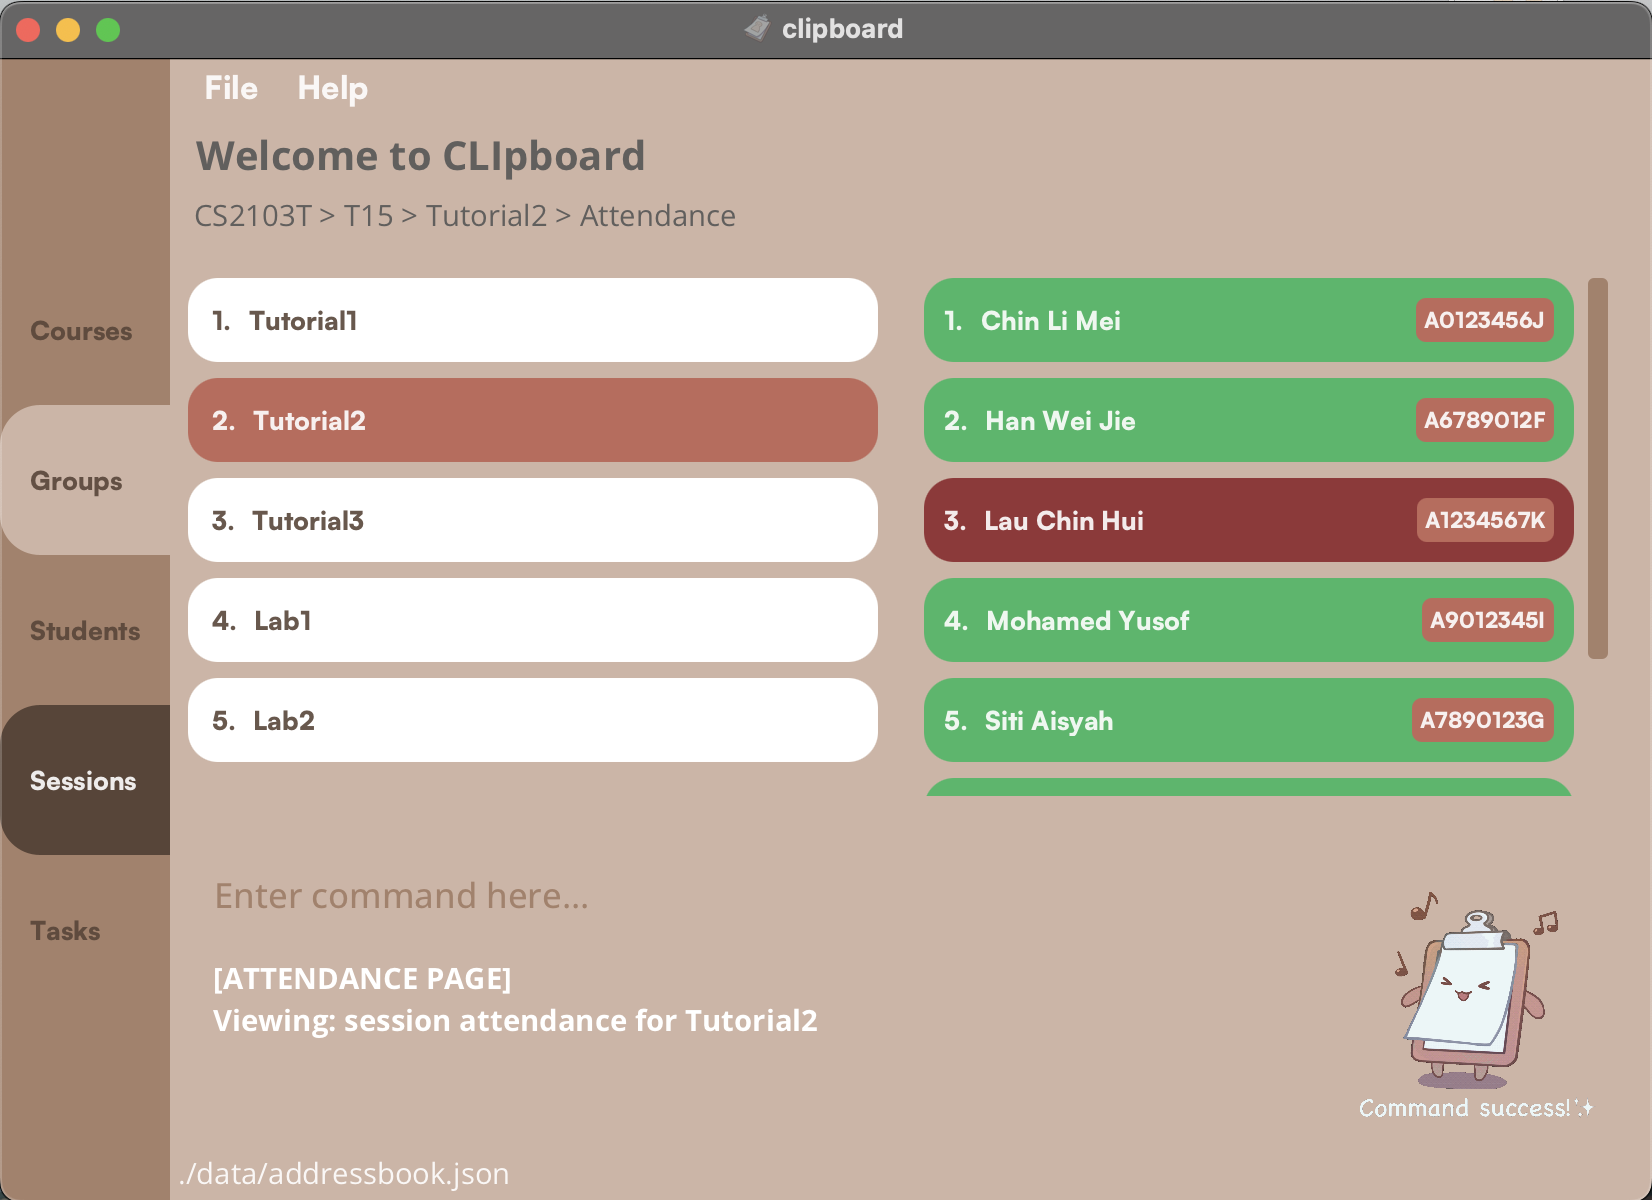 clipboard
File Help
Welcome to CLIpboard
CS2103T > T15 > Tutorial2 > Attendance
Courses
Groups
Students
Sessions
Tasks
1. Tutorial1
2. Tutorial2
3. Tutorial3
4. Lab1
5. Lab2
1. Chin Li Mei A0123456J
2. Han Wei Jie A6789012F
3. Lau Chin Hui A1234567K
4. Mohamed Yusof A9012345I
5. Siti Aisyah A7890123G
Enter command here...
[ATTENDANCE PAGE]
Viewing: session attendance for Tutorial2
Command success!
./data/addressbook.json